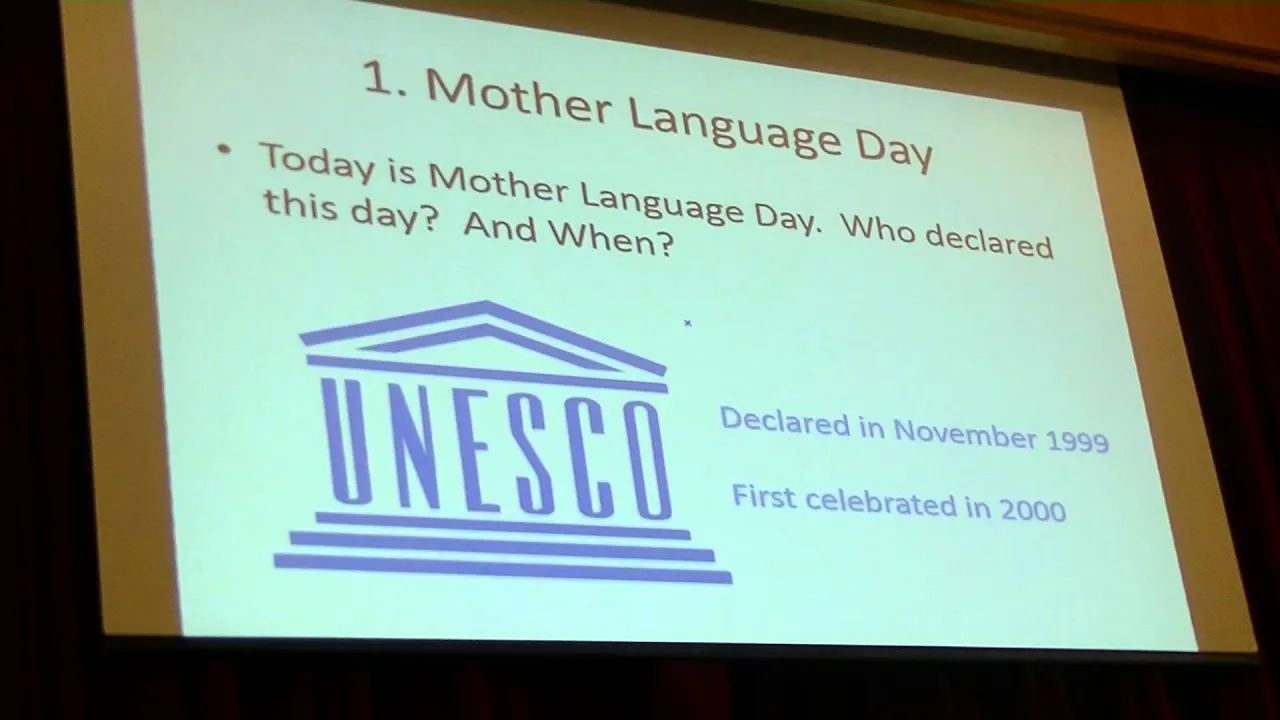 1. Mother Language Day
• Today is Mother Language Day. Who declared
this day? And When?
UNESCO
Declared in November 1999
First celebrated in 2000